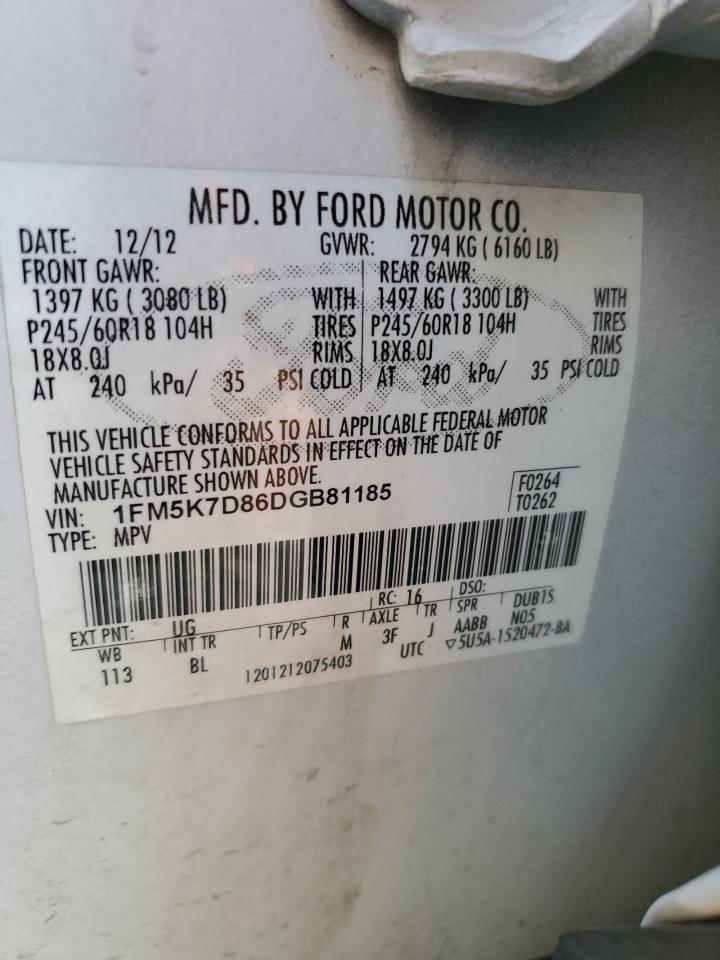 MFD. BY FORD MOTOR CO.
DATE: 12/12 GVWR: 2794 KG ( 6160 LB)
FRONT GAWR: REAR GAWR:
1397 KG ( 3080 LB) WITH 1497 KG ( 3300 LB) WITH
P245/60R18 104H TIRES P245/60R18 104H TIRES
18X8.0J RIMS 18X8.0J RIMS
AT 240 kPa/ 35 PSI COLD AT 240 kPa/ 35 PSI COLD
THIS VEHICLE CONFORMS TO ALL APPLICABLE FEDERAL MOTOR
VEHICLE SAFETY STANDARDS IN EFFECT ON THE DATE OF
MANUFACTURE SHOWN ABOVE.
VIN: 1FM5K7D86DGB81185 F0264
TYPE: MPV T0262
EXT PNT: UG RC: 16 DSO:
WB INT TR TP/PS R AXLE TR SPR DUB1S
113 BL M 3F J AABB N05
1201212075403 UTC ▽5U5A-1520472-BA